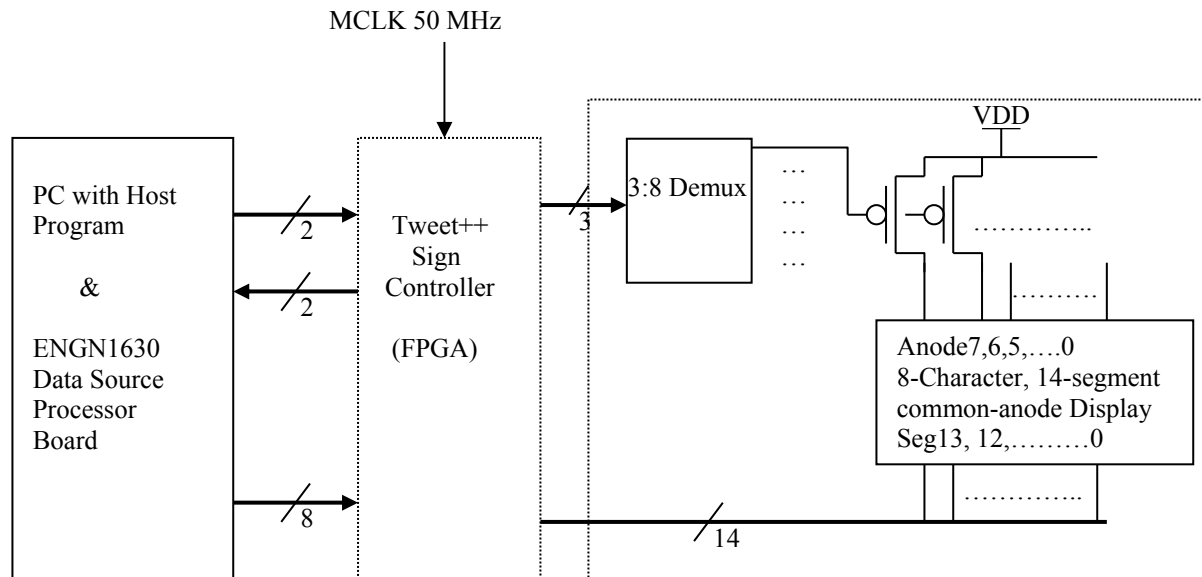 MCLK 50 MHz
VDD
PC with Host
Program
&
ENGN1630
Data Source
Processor
Board
2
2
8
Tweet++
Sign
Controller
(FPGA)
3
3:8 Demux
….
….
….
….
…………..
……….
Anode7,6,5,….0
8-Character, 14-segment
common-anode Display
Seg13, 12,………0
…………..
14